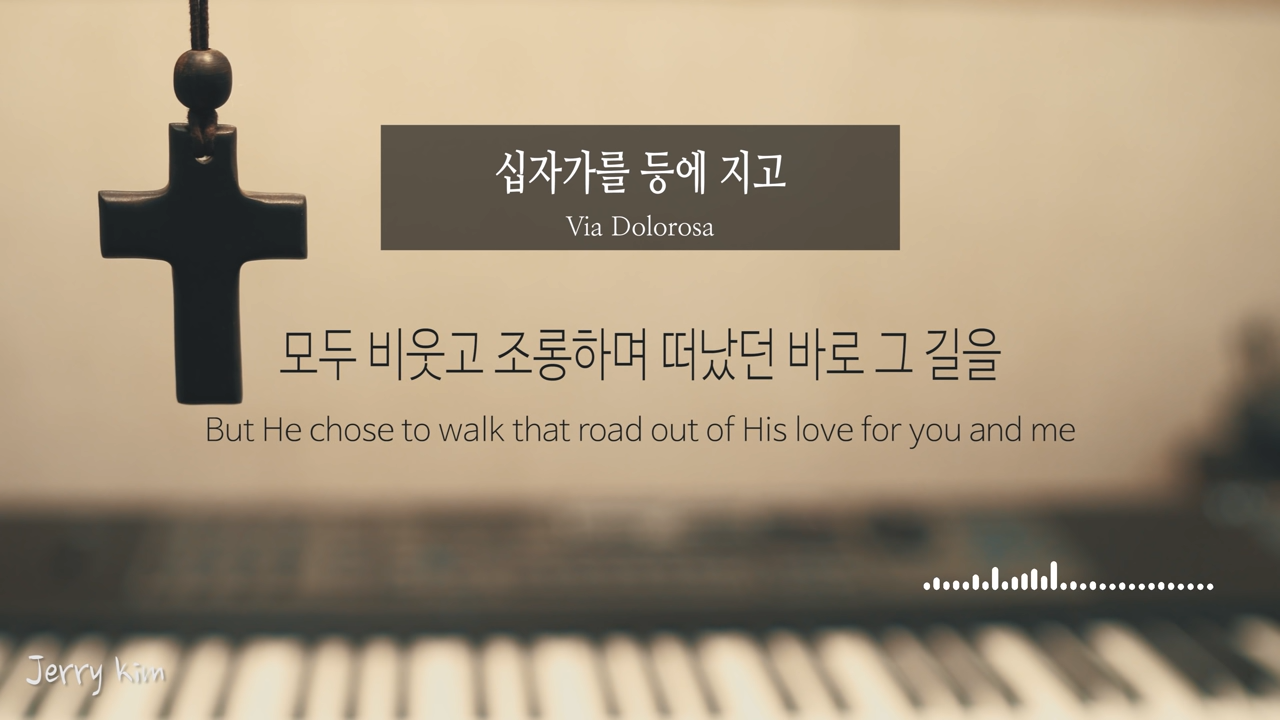 십자가를 등에 지고
Via Dolorosa
모두 비웃고 조롱하며 떠났던 바로 그 길을
But He chose to walk that road out of His love for you and me
Jerry Kim